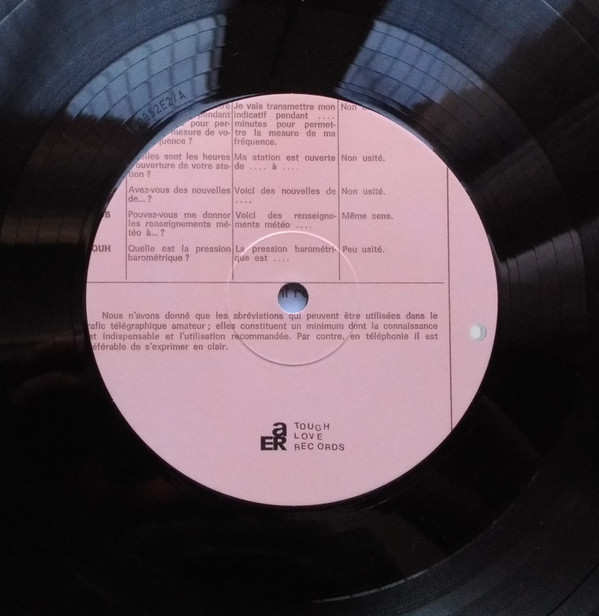 Je vais transmettre mon Non
pendant indicatif pendant ....
pour per- minutes pour permet-
mesure de vo- tre la mesure de ma
quence ? fréquence.
elles sont les heures Ma station est ouverte Non usité.
ouverture de votre sta- de .... à ....
tion ?
Avez-vous des nouvelles Voici des nouvelles de Non usité.
de... ? ....
B Pouvez-vous me donner Voici des renseigne- Même sens.
les renseignements mé- ments météo ....
téo à... ?
QUH Quelle est la pression La pression barométri- Peu usité.
barométrique ? que est ....
Nous n'avons donné que les abréviations qui peuvent être utilisées dans le
rafic télégraphique amateur ; elles constituent un minimum dont la connaissance
est indispensable et l'utilisation recommandée. Par contre, en téléphonie il est
éférable de s'exprimer en clair.
a
ER
TOUGH
LOVE
RECORDS